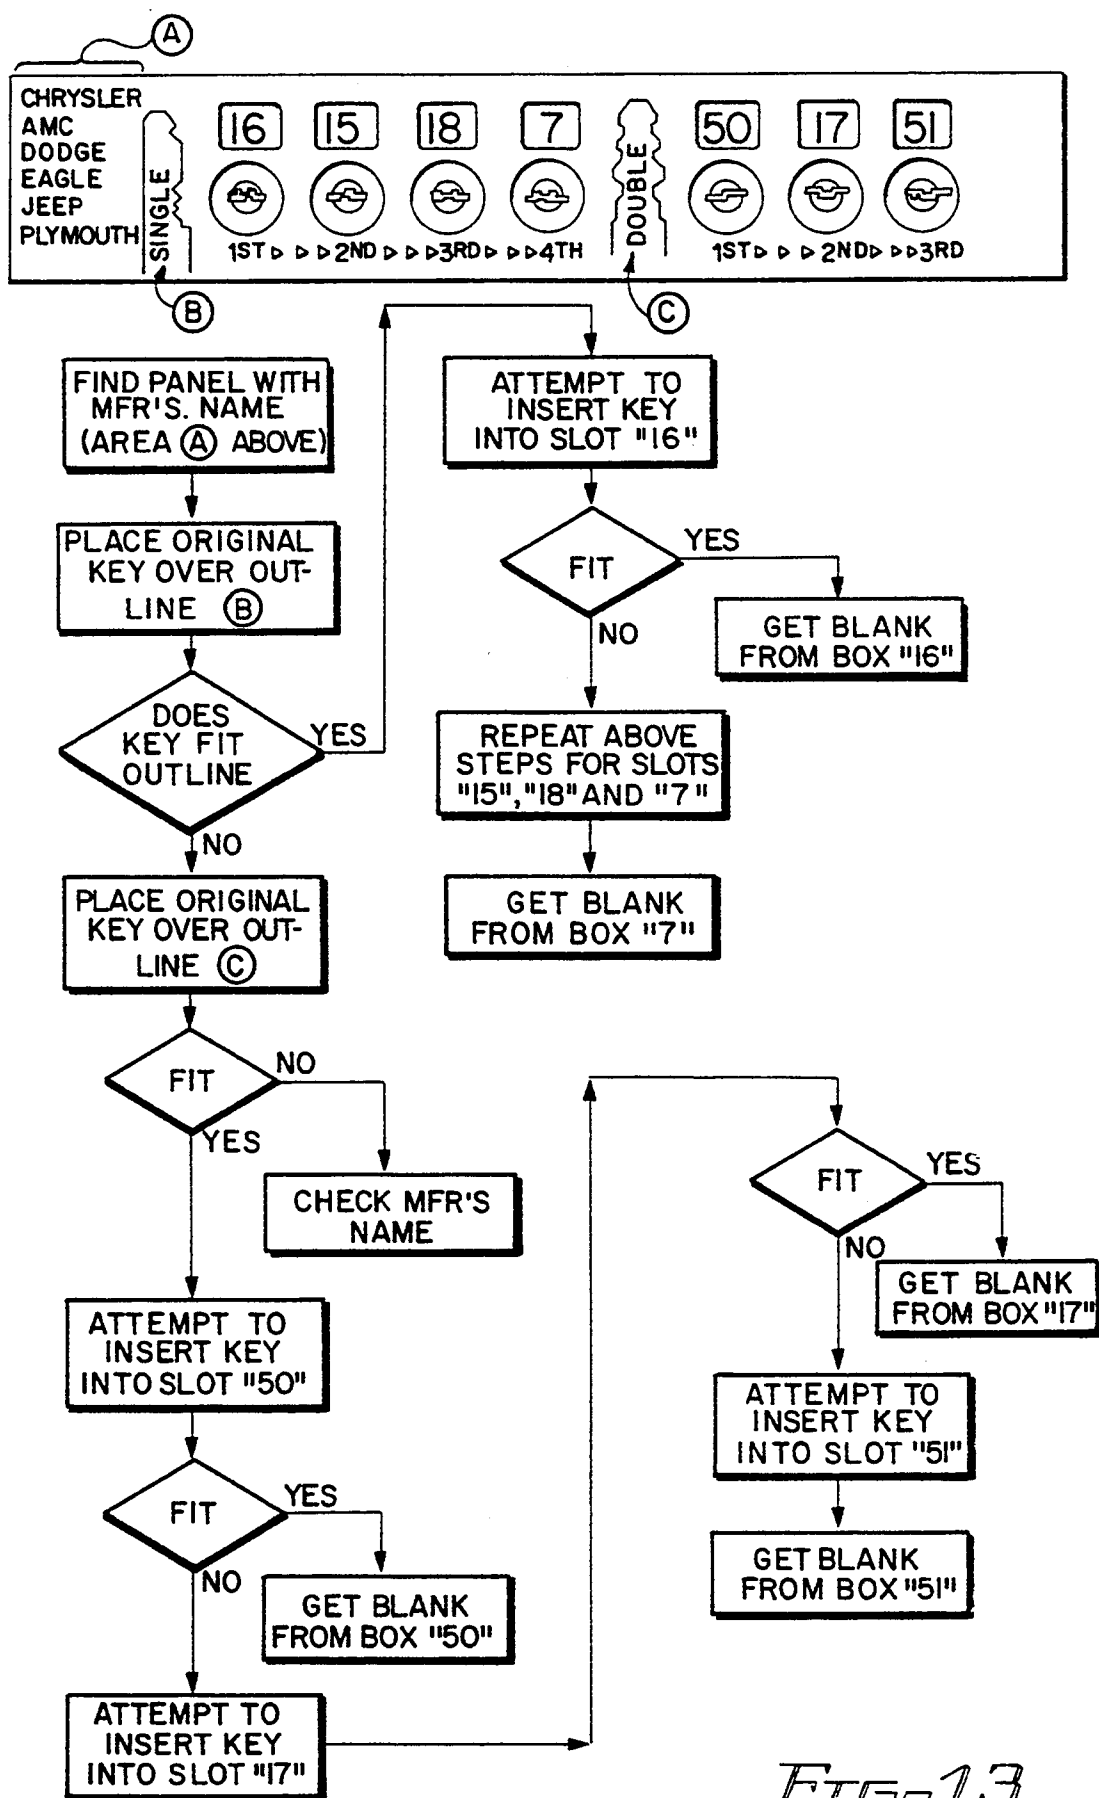 A
CHRYSLER
AMC
DODGE
EAGLE
JEEP
PLYMOUTH
SINGLE
16 15 18 7
1ST 2ND 3RD 4TH
DOUBLE
50 17 51
1ST 2ND 3RD
B
C
FIND PANEL WITH
MFR'S. NAME
(AREA A ABOVE)
PLACE ORIGINAL
KEY OVER OUT-
LINE B
DOES
KEY FIT
OUTLINE
YES
NO
ATTEMPT TO
INSERT KEY
INTO SLOT "16"
FIT
YES
NO
GET BLANK
FROM BOX "16"
REPEAT ABOVE
STEPS FOR SLOTS
"15", "18" AND "7"
GET BLANK
FROM BOX "7"
PLACE ORIGINAL
KEY OVER OUT-
LINE C
FIT
NO
YES
CHECK MFR'S
NAME
ATTEMPT TO
INSERT KEY
INTO SLOT "50"
FIT
YES
NO
GET BLANK
FROM BOX "50"
ATTEMPT TO
INSERT KEY
INTO SLOT "17"
FIT
YES
NO
GET BLANK
FROM BOX "17"
ATTEMPT TO
INSERT KEY
INTO SLOT "51"
GET BLANK
FROM BOX "51"
FIG-13